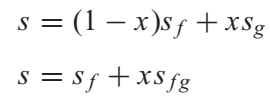 s = (1 − x)s_f + xs_g
s = s_f + xs_fg